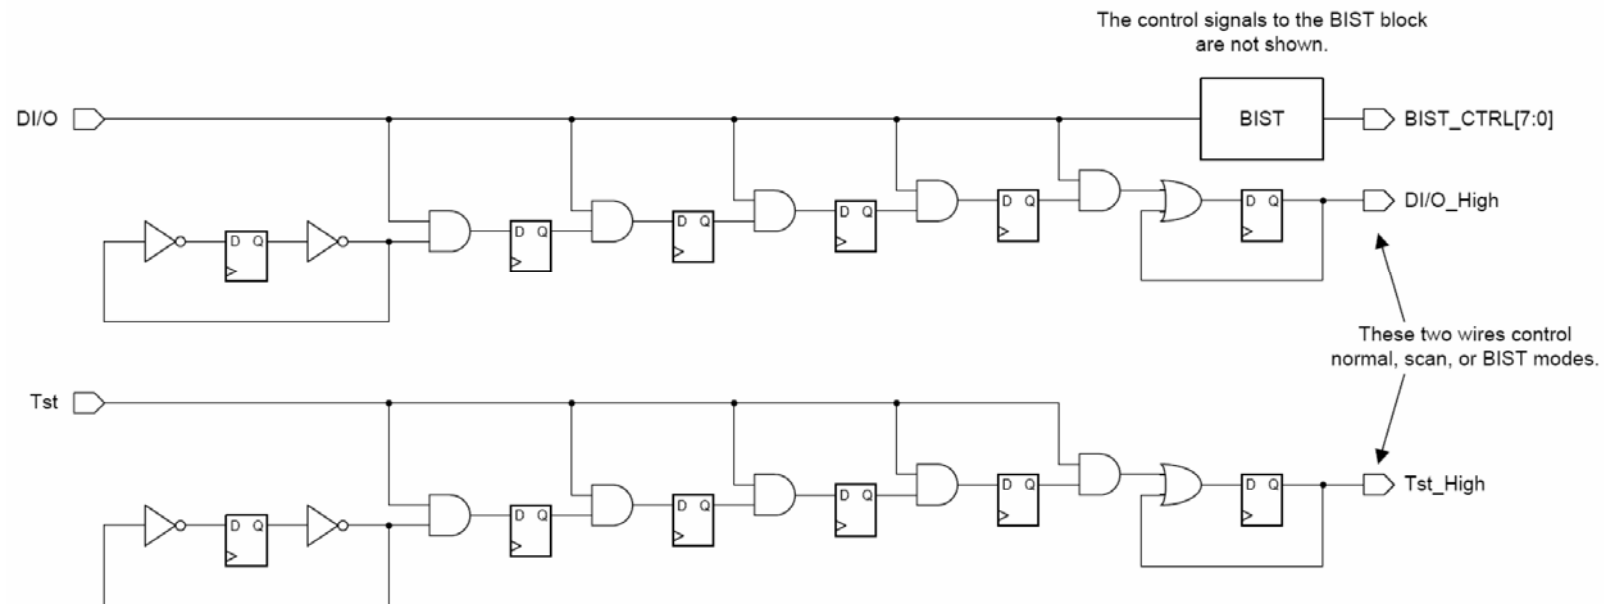 The control signals to the BIST block
are not shown.
DI/O
BIST
BIST_CTRL[7:0]
D Q
D Q
D Q
D Q
D Q
D Q
DI/O_High
These two wires control
normal, scan, or BIST modes.
Tst
D Q
D Q
D Q
D Q
D Q
D Q
Tst_High